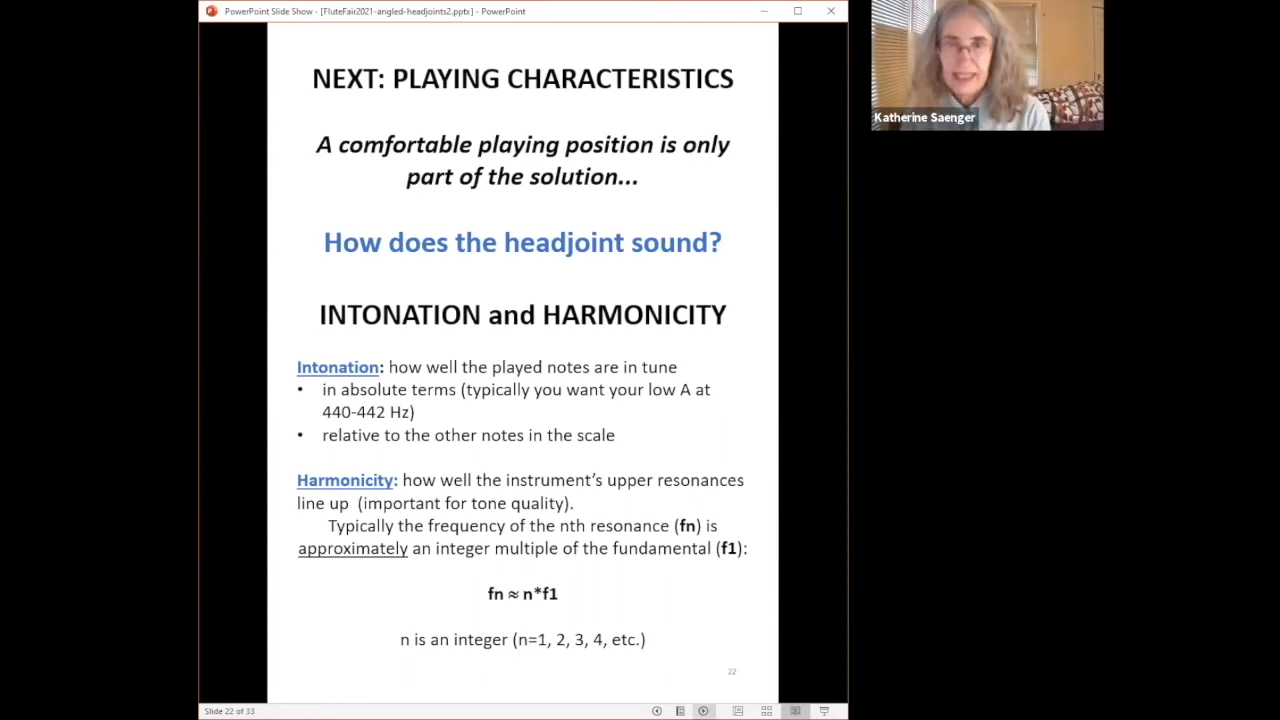 PowerPoint Slide Show - [FluteFair2021-angled-headjoints2.pptx] - PowerPoint
NEXT: PLAYING CHARACTERISTICS
A comfortable playing position is only
part of the solution...
How does the headjoint sound?
INTONATION and HARMONICITY
Intonation: how well the played notes are in tune
• in absolute terms (typically you want your low A at
440-442 Hz)
• relative to the other notes in the scale
Harmonicity: how well the instrument's upper resonances
line up (important for tone quality).
Typically the frequency of the nth resonance (fn) is
approximately an integer multiple of the fundamental (f1):
fn ≈ n*f1
n is an integer (n=1, 2, 3, 4, etc.)
22
Slide 22 of 33
Katherine Saenger